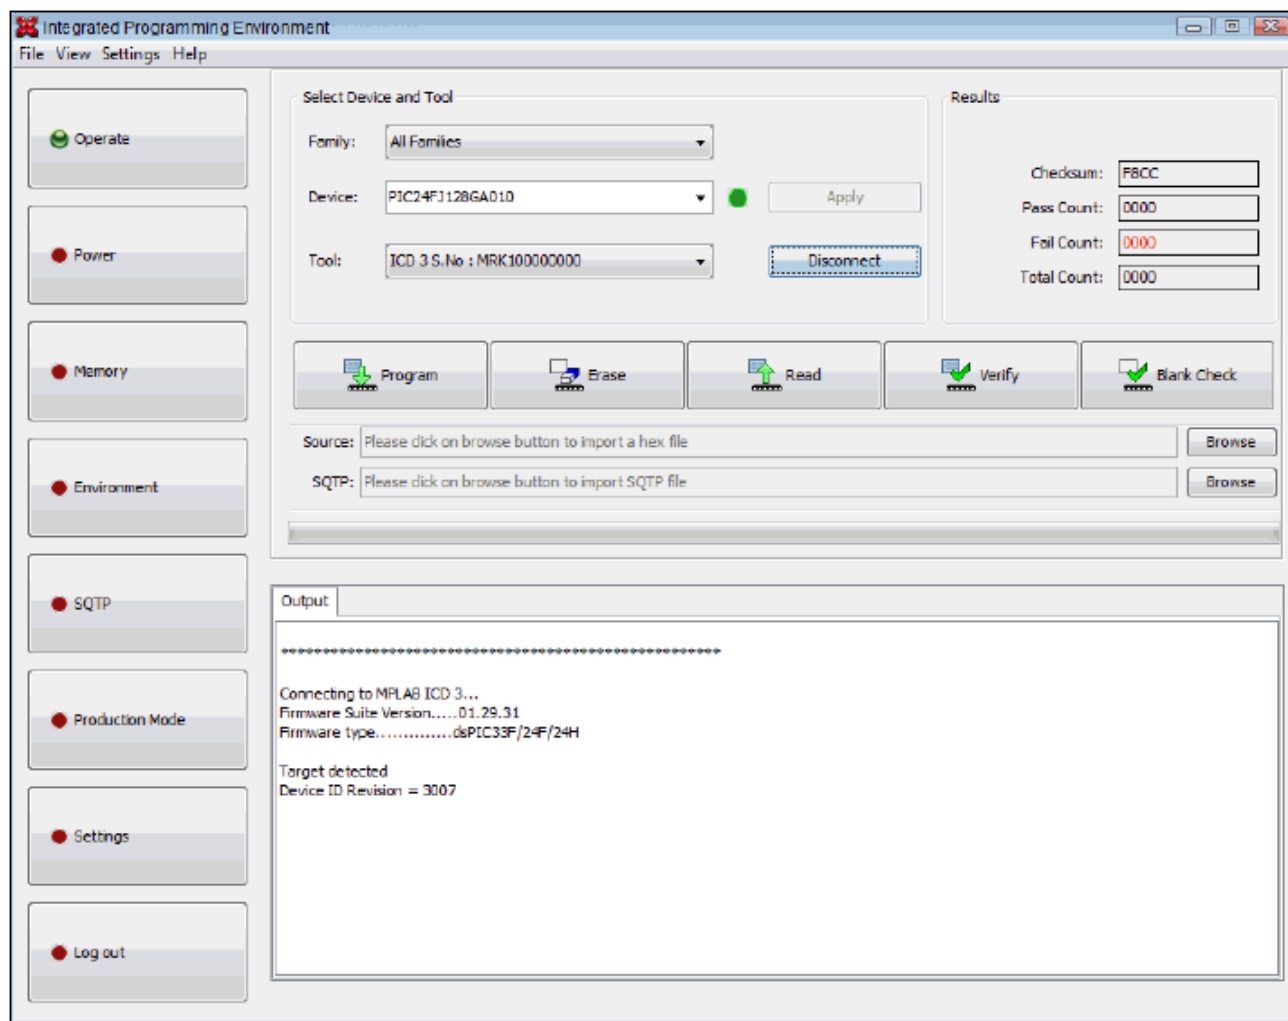 Integrated Programming Environment
File View Settings Help
Operate
Power
Memory
Environment
SQTP
Production Mode
Settings
Log out
Select Device and Tool
Family: All Families
Device: PIC24FJ128GA010 Apply
Tool: ICD 3 S.No : MRK100000000 Disconnect
Results
Checksum: F8CC
Pass Count: 0000
Fail Count: 0000
Total Count: 0000
Program Erase Read Verify Blank Check
Source: Please click on browse button to import a hex file Browse
SQTP: Please click on browse button to import SQTP file Browse
Output
*****************************************************
Connecting to MPLAB ICD 3...
Firmware Suite Version.....01.29.31
Firmware type..............dsPIC33F/24F/24H
Target detected
Device ID Revision = 3007